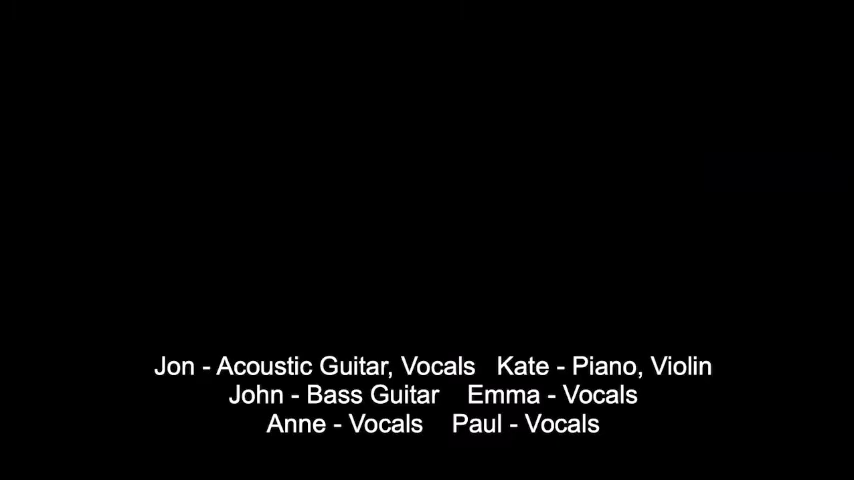 Jon - Acoustic Guitar, Vocals   Kate - Piano, Violin
John - Bass Guitar    Emma - Vocals
Anne - Vocals    Paul - Vocals